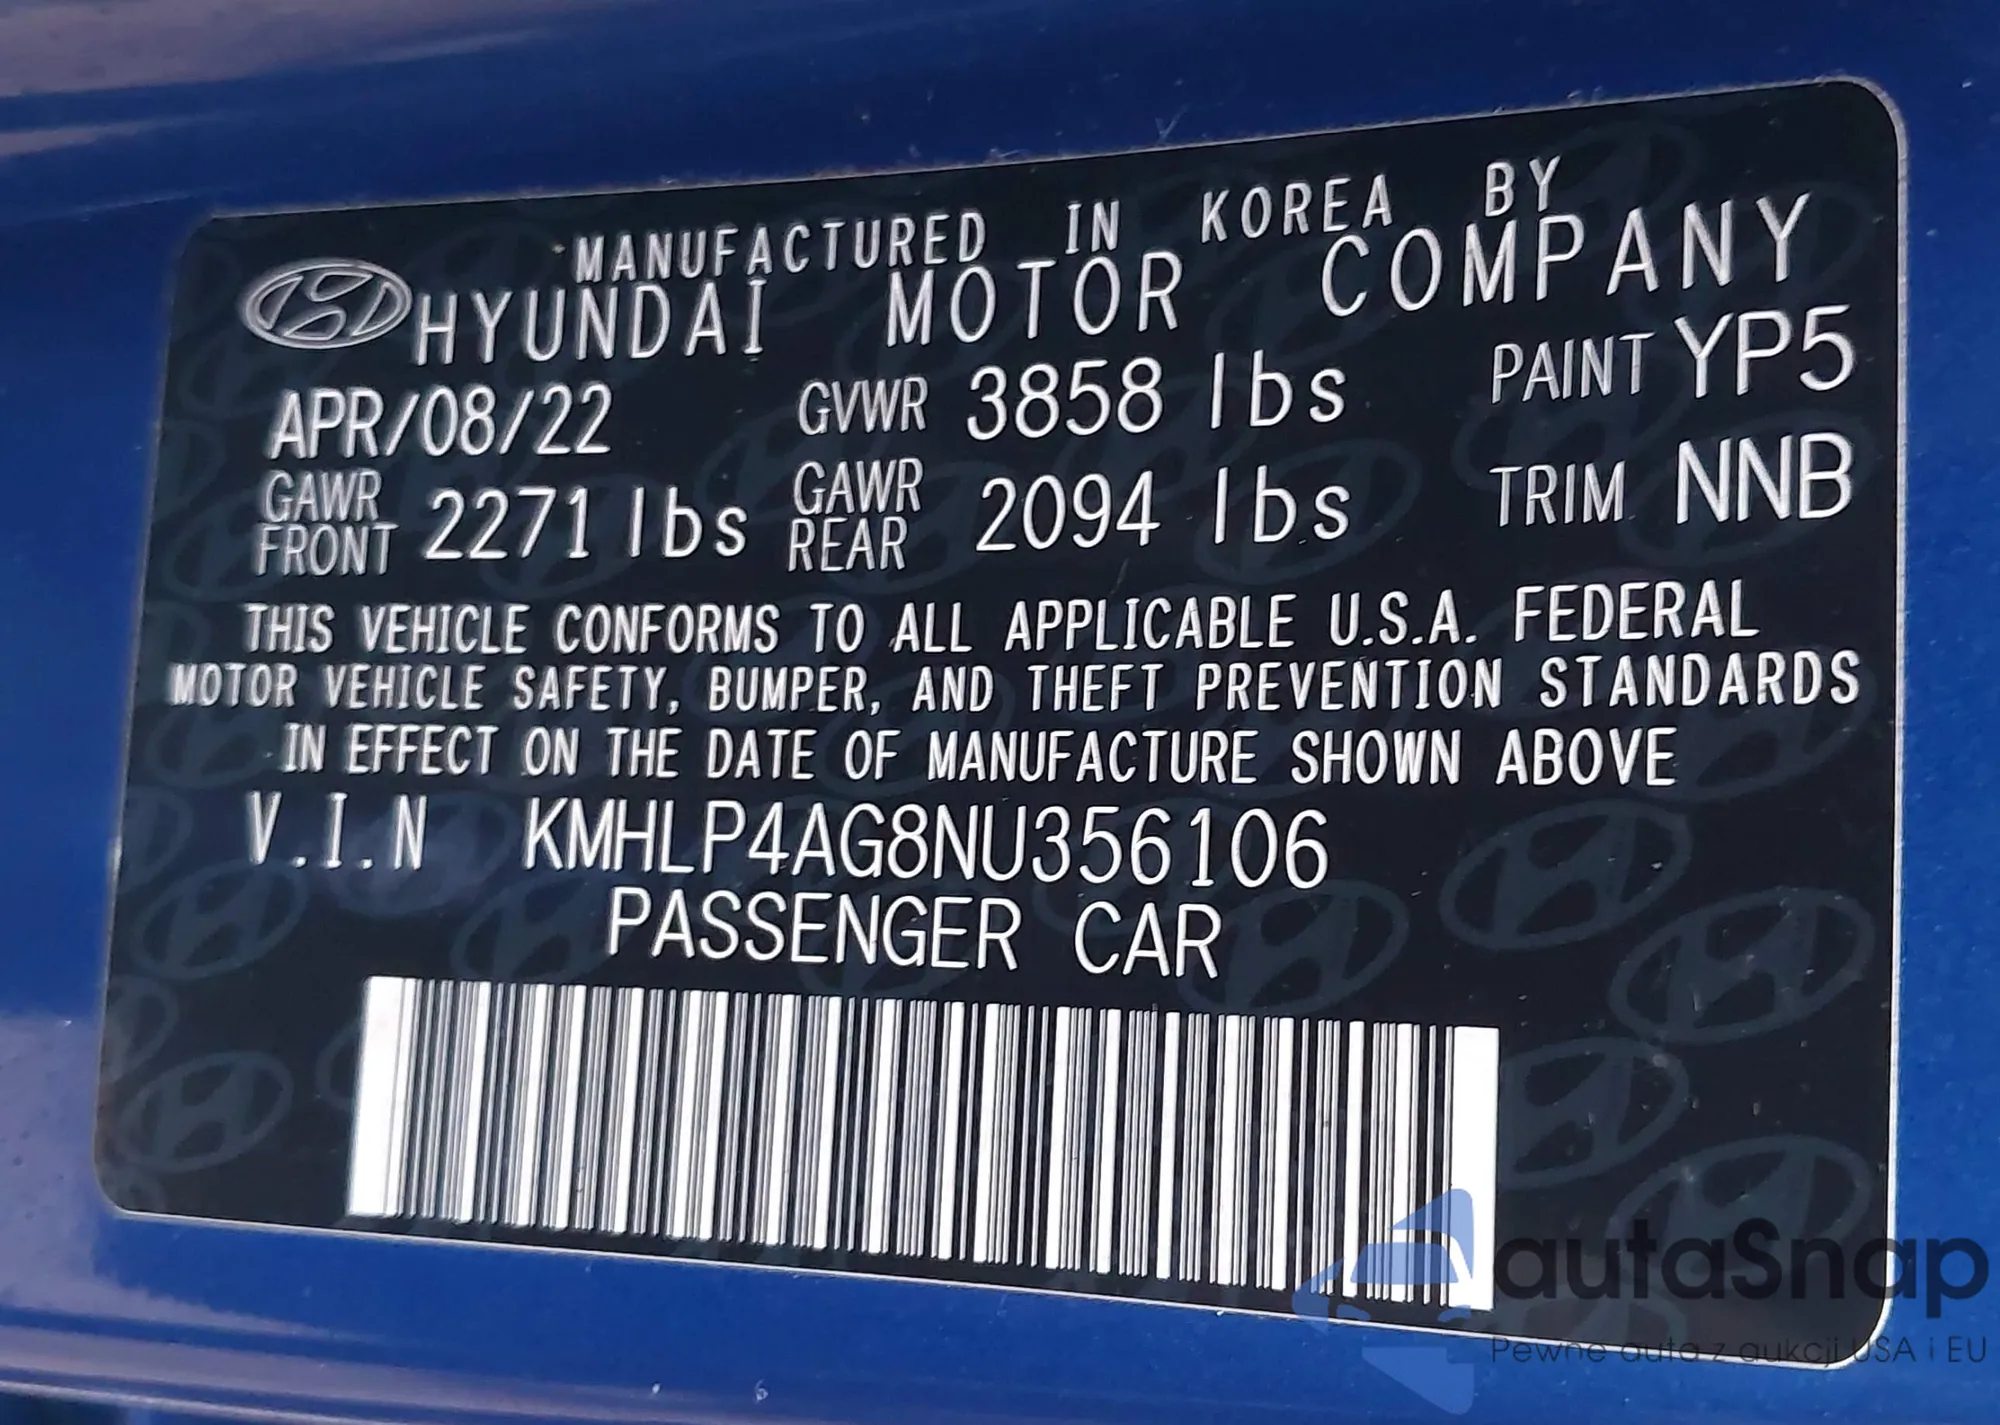 MANUFACTURED IN KOREA BY
HYUNDAI MOTOR COMPANY
APR/08/22 GVWR 3858 lbs PAINT YP5
GAWR FRONT 2271 lbs GAWR REAR 2094 lbs TRIM NNB
THIS VEHICLE CONFORMS TO ALL APPLICABLE U.S.A. FEDERAL
MOTOR VEHICLE SAFETY, BUMPER, AND THEFT PREVENTION STANDARDS
IN EFFECT ON THE DATE OF MANUFACTURE SHOWN ABOVE
V.I.N KMHLP4AG8NU356106
PASSENGER CAR
autaSnap
Pewne auta z aukcji USA i EU